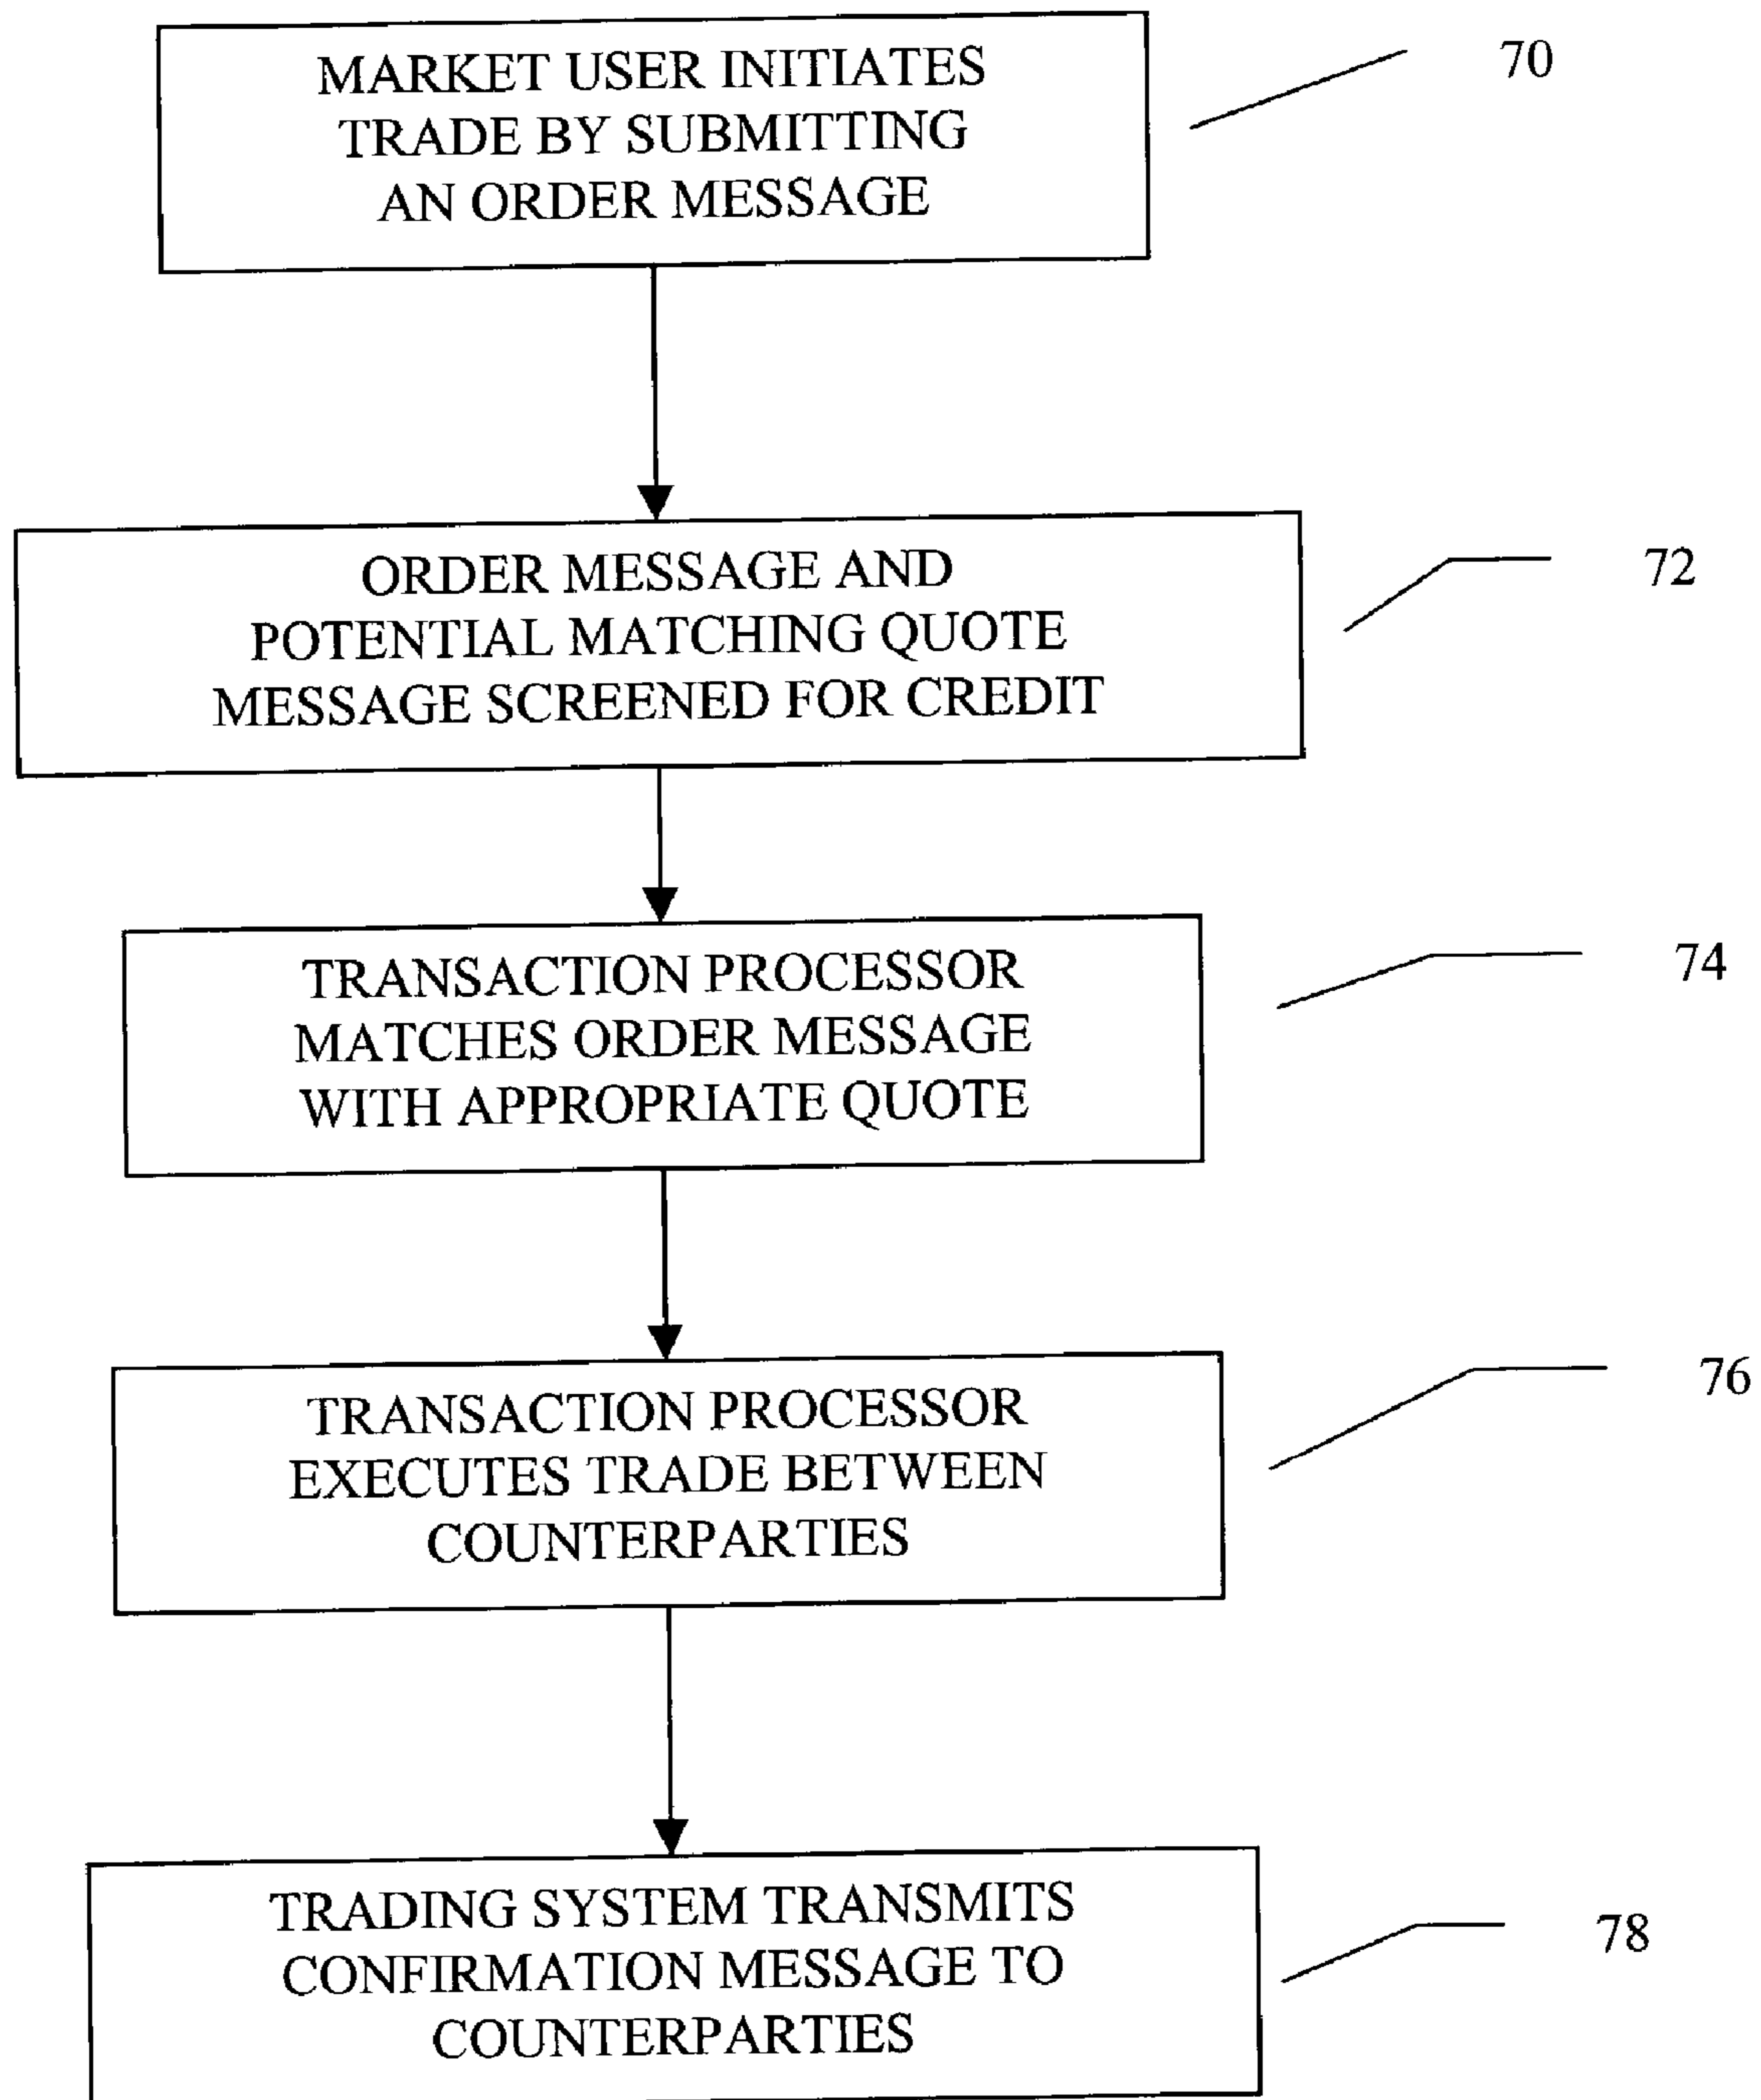 MARKET USER INITIATES
TRADE BY SUBMITTING
AN ORDER MESSAGE
70
ORDER MESSAGE AND
POTENTIAL MATCHING QUOTE
MESSAGE SCREENED FOR CREDIT
72
TRANSACTION PROCESSOR
MATCHES ORDER MESSAGE
WITH APPROPRIATE QUOTE
74
TRANSACTION PROCESSOR
EXECUTES TRADE BETWEEN
COUNTERPARTIES
76
TRADING SYSTEM TRANSMITS
CONFIRMATION MESSAGE TO
COUNTERPARTIES
78